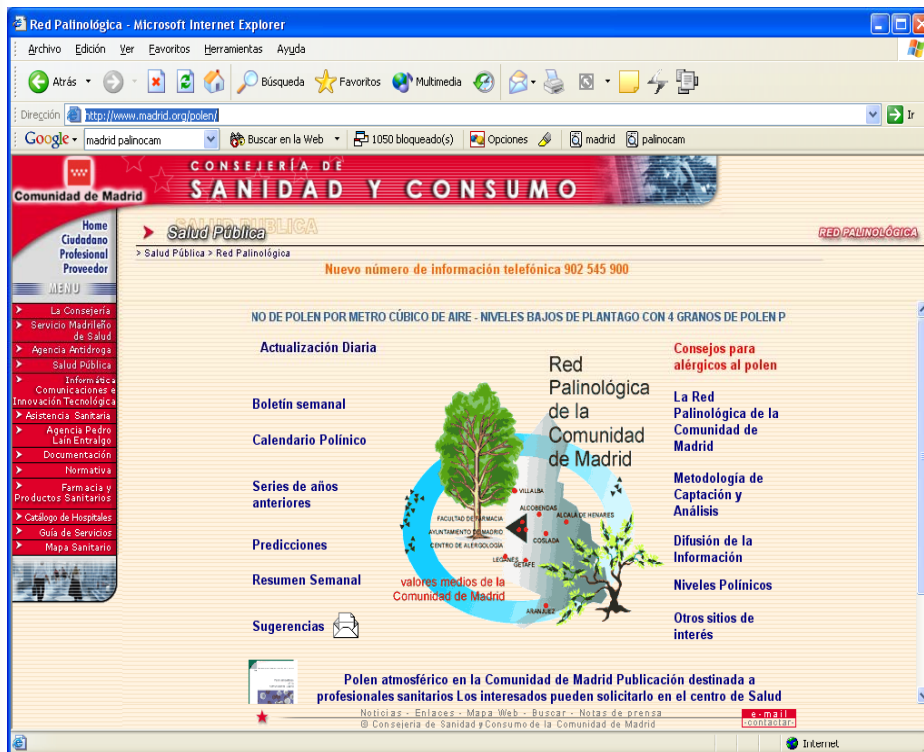 Red Palinológica - Microsoft Internet Explorer
Archivo Edición Ver Favoritos Herramientas Ayuda
Atrás Búsqueda Favoritos Multimedia
Dirección http://www.madrid.org/polen/ Ir
Google madrid palinocam Buscar en la Web 1050 bloqueado(s) Opciones madrid palinocam
CONSEJERÍA DE
SANIDAD Y CONSUMO
Comunidad de Madrid
Home
Ciudadano
Profesional
Proveedor
MENU
La Consejería
Servicio Madrileño
de Salud
Agencia Antidroga
Salud Pública
Informática
Comunicaciones e
Innovación Tecnológica
Asistencia Sanitaria
Agencia Pedro
Laín Entralgo
Documentación
Normativa
Farmacia y
Productos Sanitarios
Catálogo de Hospitales
Guía de Servicios
Mapa Sanitario
SALUD PUBLICA
Salud Pública
RED PALINOLÓGICA
> Salud Pública > Red Palinológica
Nuevo número de información telefónica 902 545 900
NO DE POLEN POR METRO CÚBICO DE AIRE - NIVELES BAJOS DE PLANTAGO CON 4 GRANOS DE POLEN P
Actualización Diaria
Boletín semanal
Calendario Polínico
Series de años
anteriores
Predicciones
Resumen Semanal
Sugerencias
Red
Palinológica
de la
Comunidad
de Madrid
VILLALBA
ALCOBENDAS
ALCALA DE HENARES
FACULTAD DE FARMACIA
AYUNTAMIENTO DE MADRID
CENTRO DE ALERGOLOGÍA
COSLADA
LEGANES
GETAFE
ARANJUEZ
valores medios de la
Comunidad de Madrid
Consejos para
alérgicos al polen
La Red
Palinológica de la
Comunidad de
Madrid
Metodología de
Captación y
Análisis
Difusión de la
Información
Niveles Polínicos
Otros sitios de
interés
Polen atmosférico en la Comunidad de Madrid Publicación destinada a
profesionales sanitarios Los interesados pueden solicitarlo en el centro de Salud
Noticias - Enlaces - Mapa Web - Buscar - Notas de prensa
© Consejeria de Sanidad y Consumo de la Comunidad de Madrid
e-mail
-contactar-
Internet